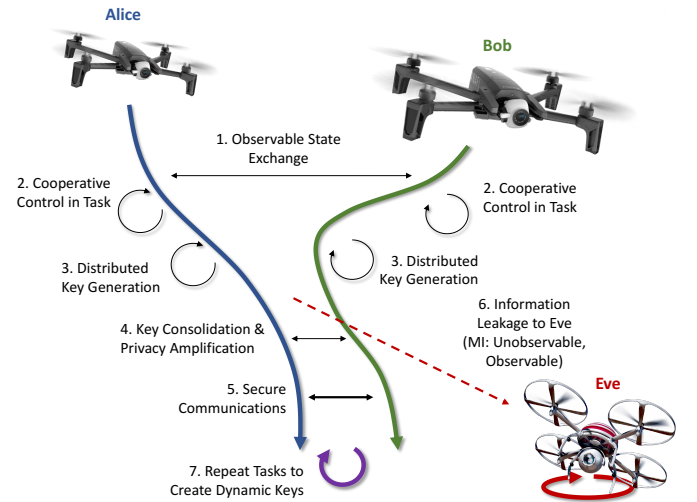 Alice
Bob
1. Observable State
Exchange
2. Cooperative
Control in Task
2. Cooperative
Control in Task
3. Distributed
Key Generation
3. Distributed
Key Generation
4. Key Consolidation &
Privacy Amplification
6. Information
Leakage to Eve
(MI: Unobservable,
Observable)
5. Secure
Communications
Eve
7. Repeat Tasks to
Create Dynamic Keys